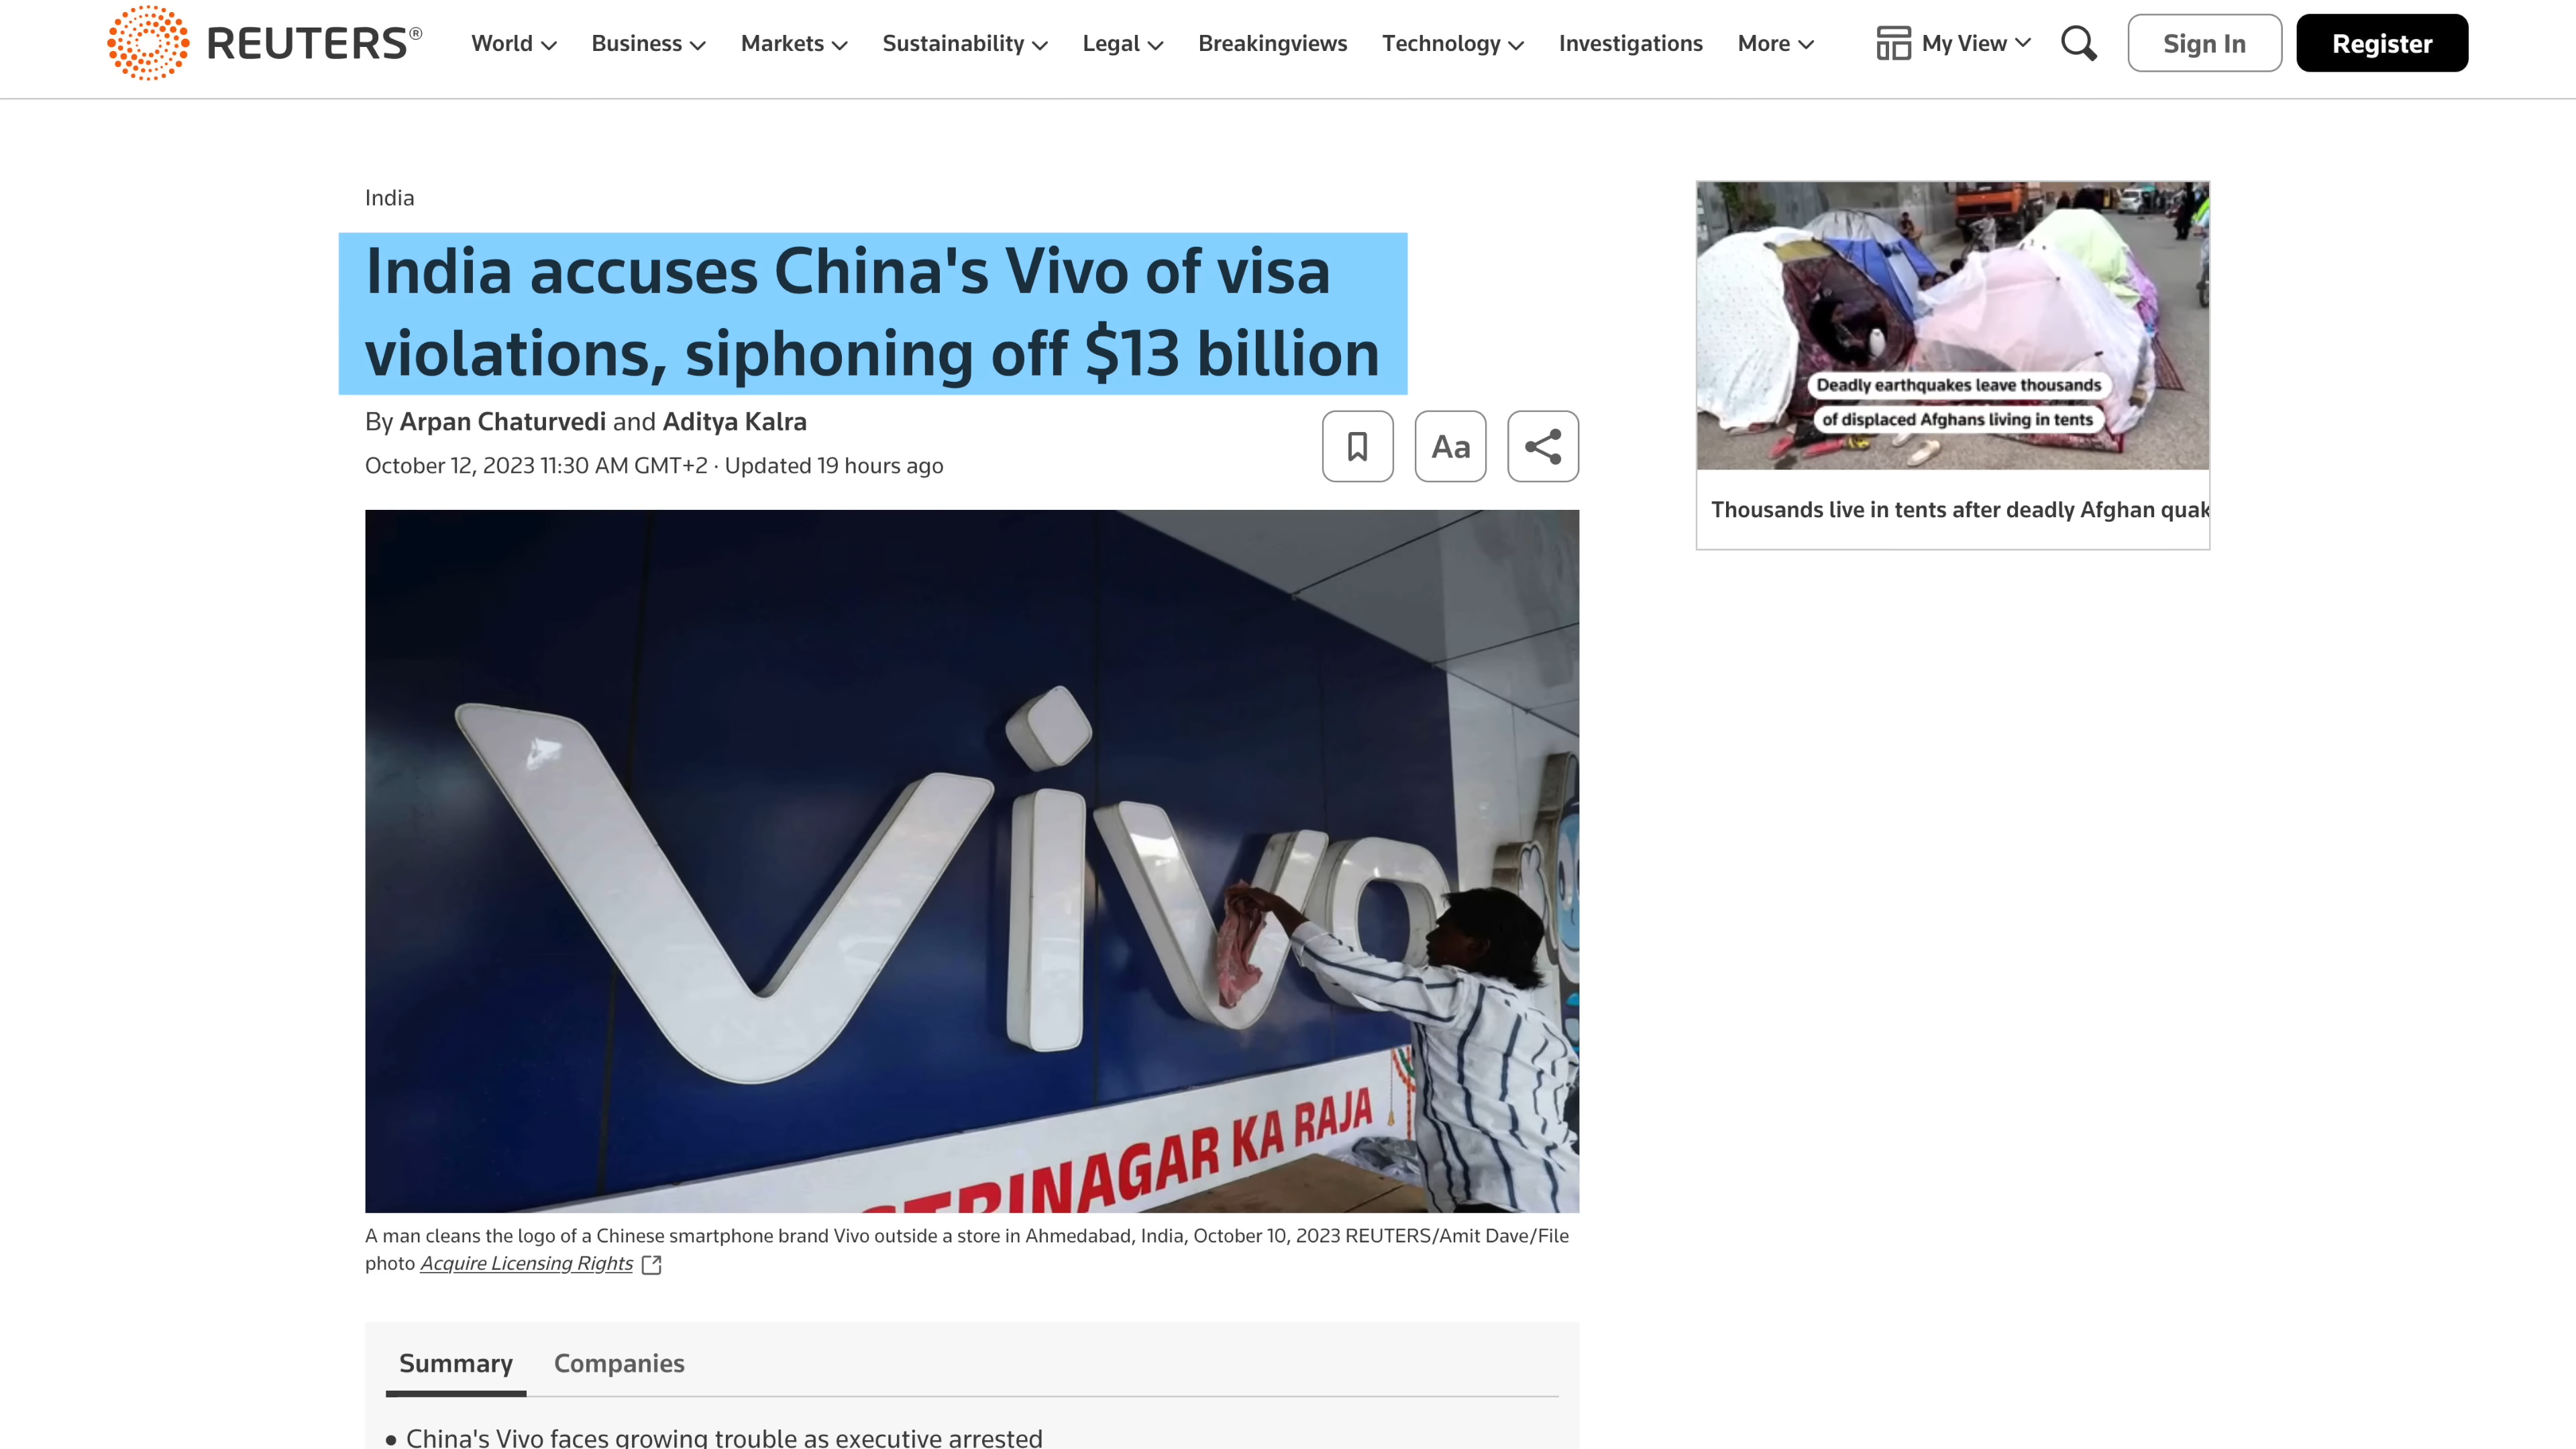 REUTERS®
World
Business
Markets
Sustainability
Legal
Breakingviews
Technology
Investigations
More
My View
Sign In
Register
India
India accuses China's Vivo of visa
violations, siphoning off $13 billion
By Arpan Chaturvedi and Aditya Kalra
October 12, 2023 11:30 AM GMT+2 · Updated 19 hours ago
Aa
Deadly earthquakes leave thousands
of displaced Afghans living in tents
Thousands live in tents after deadly Afghan quak
vivo
KA RAJA
A man cleans the logo of a Chinese smartphone brand Vivo outside a store in Ahmedabad, India, October 10, 2023 REUTERS/Amit Dave/File
photo Acquire Licensing Rights
Summary
Companies
• China's Vivo faces growing trouble as executive arrested